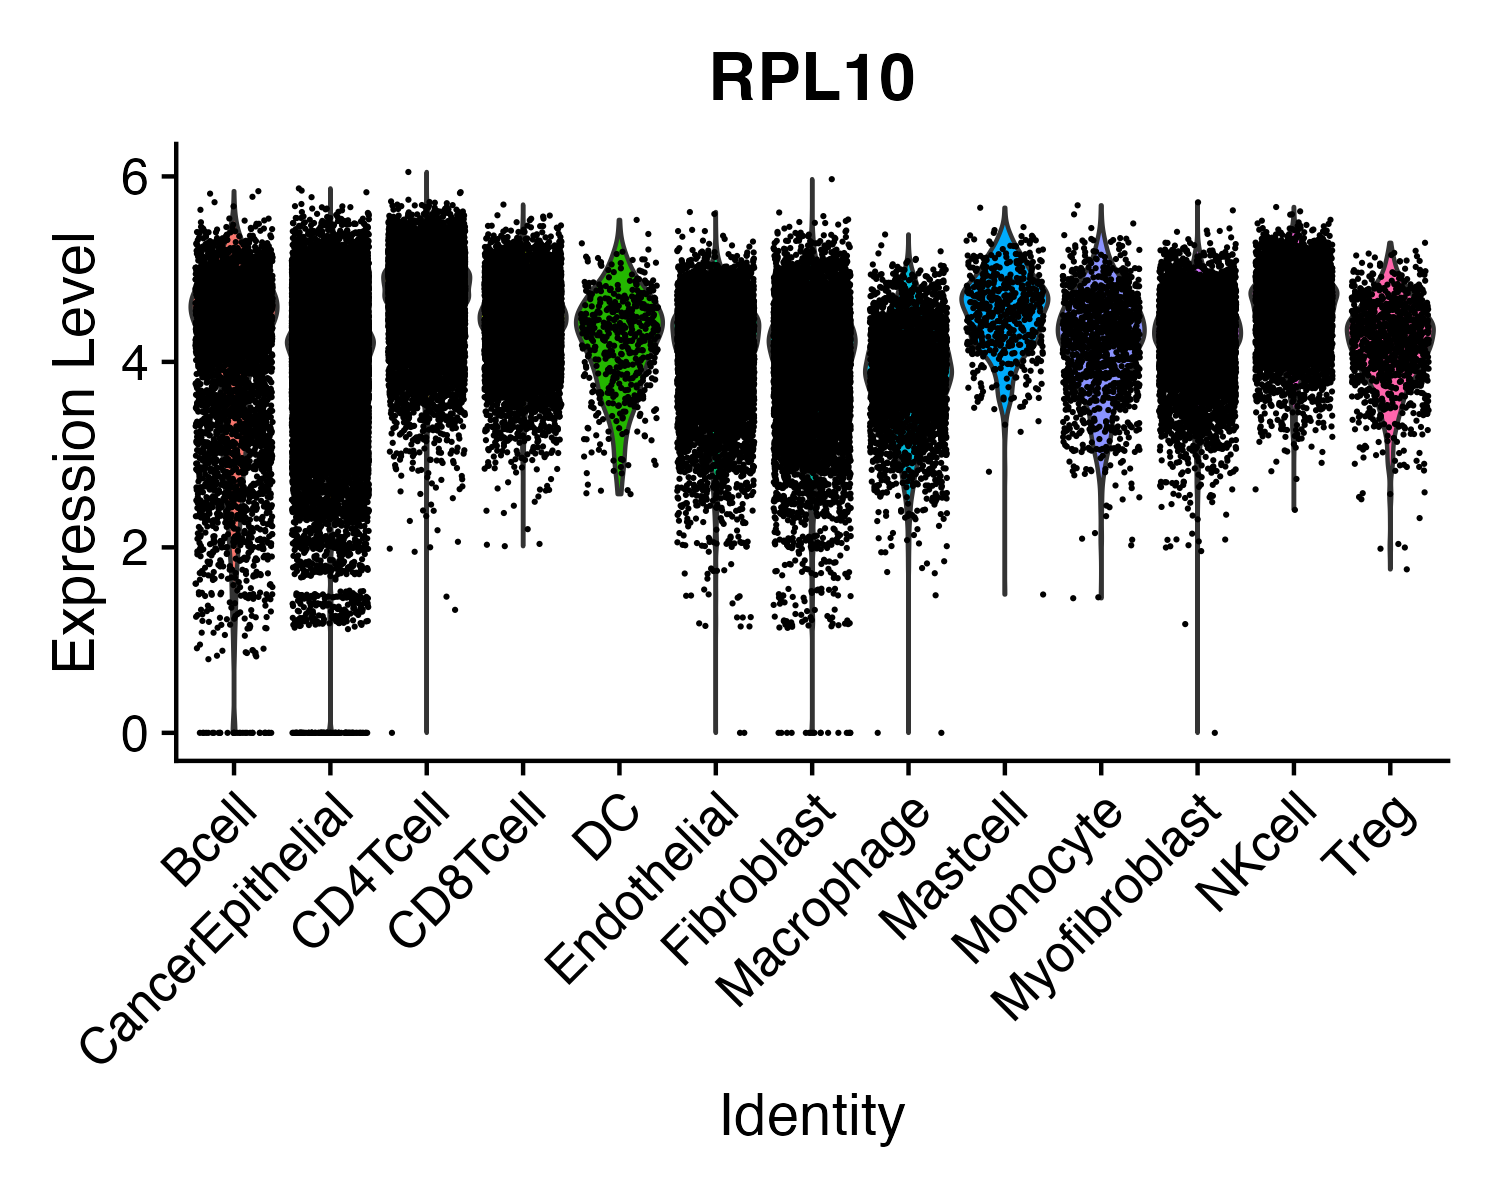 RPL10
Expression Level
6
4
2
0
Bcell
CancerEpithelial
CD4Tcell
CD8Tcell
DC
Endothelial
Fibroblast
Macrophage
Mastcell
Monocyte
Myofibroblast
NKcell
Treg
Identity